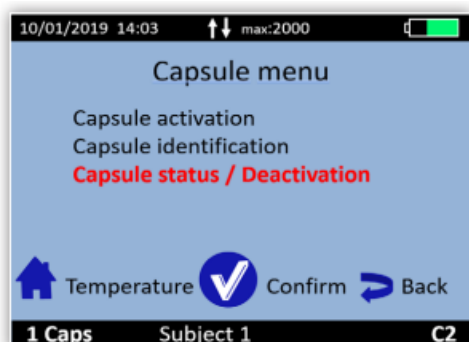 10/01/2019 14:03 max:2000
Capsule menu
Capsule activation
Capsule identification
Capsule status / Deactivation
Temperature Confirm Back
1 Caps Subject 1 C2